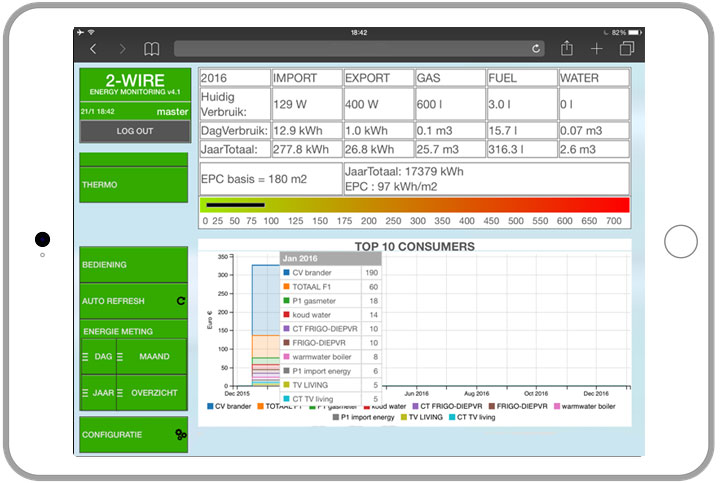 18:42
82%
2-WIRE
ENERGY MONITORING v4.1
21/1 18:42 master
LOG OUT
THERMO
BEDIENING
AUTO REFRESH
ENERGIE METING
DAG MAAND
JAAR OVERZICHT
CONFIGURATIE
2016 IMPORT EXPORT GAS FUEL WATER
Huidig
Verbruik: 129 W 400 W 600 l 3.0 l 0 l
DagVerbruik: 12.9 kWh 1.0 kWh 0.1 m3 15.7 l 0.07 m3
JaarTotaal: 277.8 kWh 26.8 kWh 25.7 m3 316.3 l 2.6 m3
EPC basis = 180 m2
JaarTotaal: 17379 kWh
EPC : 97 kWh/m2
0 25 50 75 100 125 175 150 200 250 300 350 400 450 500 550 600 650 700
TOP 10 CONSUMERS
Euro €
350
300
250
200
150
100
50
0
Jan 2016
CV brander 190
TOTAAL F1 60
P1 gasmeter 18
koud water 14
CT FRIGO-DIEPVR 10
FRIGO-DIEPVR 10
warmwater boiler 8
P1 import energy 6
TV LIVING 5
CT TV living 5
Dec 2015 Jun 2016 Aug 2016 Oct 2016 Dec 2016
CV brander TOTAAL F1 P1 gasmeter koud water CT FRIGO-DIEPVR FRIGO-DIEPVR warmwater boiler
P1 import energy TV LIVING CT TV living